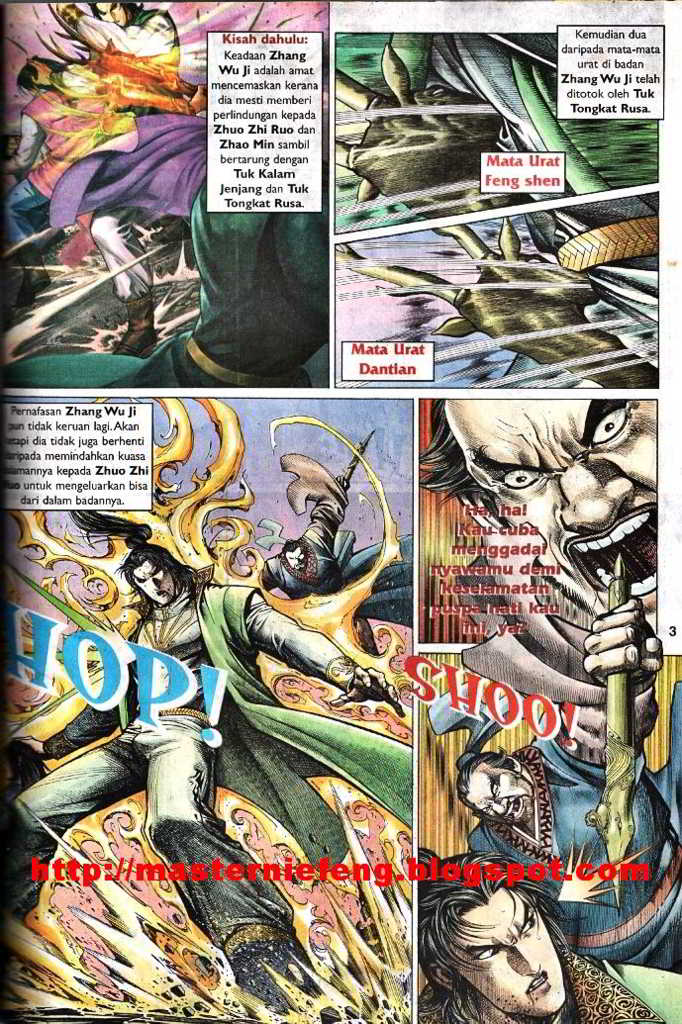 Kisah dahulu:
Keadaan Zhang
Wu Ji adalah amat
mencemaskan kerana
dia mesti memberi
perlindungan kepada
Zhuo Zhi Ruo dan
Zhao Min sambil
bertarung dengan
Tuk Kalam
Jenjang dan Tuk
Tongkat Rusa.
Kemudian dua
daripada mata-mata
urat di badan
Zhang Wu Ji telah
ditotok oleh Tuk
Tongkat Rusa.
Mata Urat
Feng shen
Mata Urat
Dantian
Pernafasan Zhang Wu Ji
pun tidak keruan lagi. Akan
tetapi dia tidak juga berhenti
daripada memindahkan kuasa
dalamannya kepada Zhuo Zhi
Ruo untuk mengeluarkan bisa
dari dalam badannya.
Ha, ha!
Kau cuba
menggadai
nyawamu demi
keselamatan
puspa hati kau
ini, ya?
3
HOP!
SHOO!
http://masterniefeng.blogspot.com